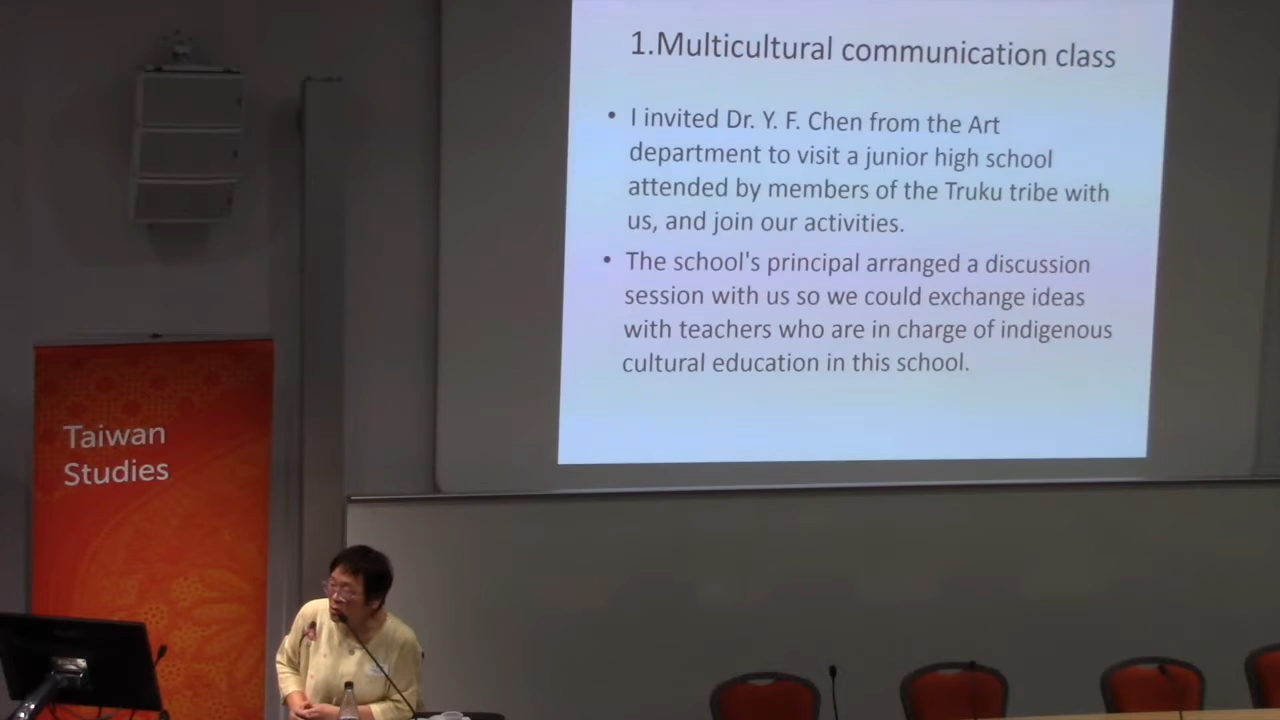 1.Multicultural communication class
• I invited Dr. Y. F. Chen from the Art
department to visit a junior high school
attended by members of the Truku tribe with
us, and join our activities.
• The school's principal arranged a discussion
session with us so we could exchange ideas
with teachers who are in charge of indigenous
cultural education in this school.
Taiwan
Studies